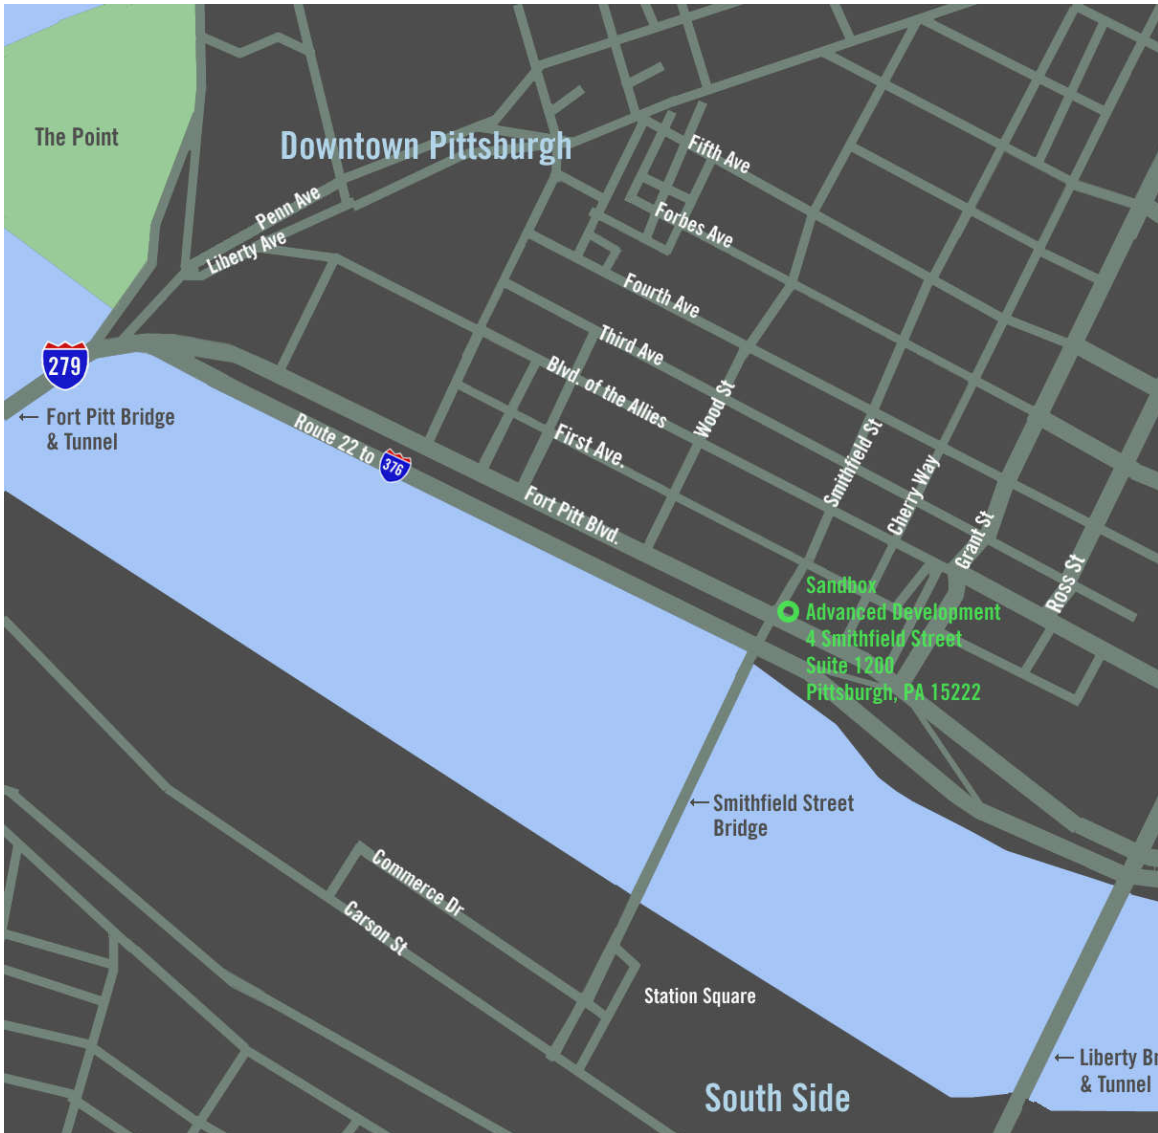 The Point
Downtown Pittsburgh
Fifth Ave
Penn Ave
Forbes Ave
Liberty Ave
Fourth Ave
Third Ave
279
Blvd. of the Allies
Wood St
Fort Pitt Bridge
& Tunnel
Route 22 to
376
First Ave.
Smithfield St
Cherry Way
Fort Pitt Blvd.
Grant St
Ross St
Sandbox
Advanced Development
4 Smithfield Street
Suite 1200
Pittsburgh, PA 15222
← Smithfield Street
Bridge
Commerce Dr
Carson St
Station Square
← Liberty Br
& Tunnel
South Side